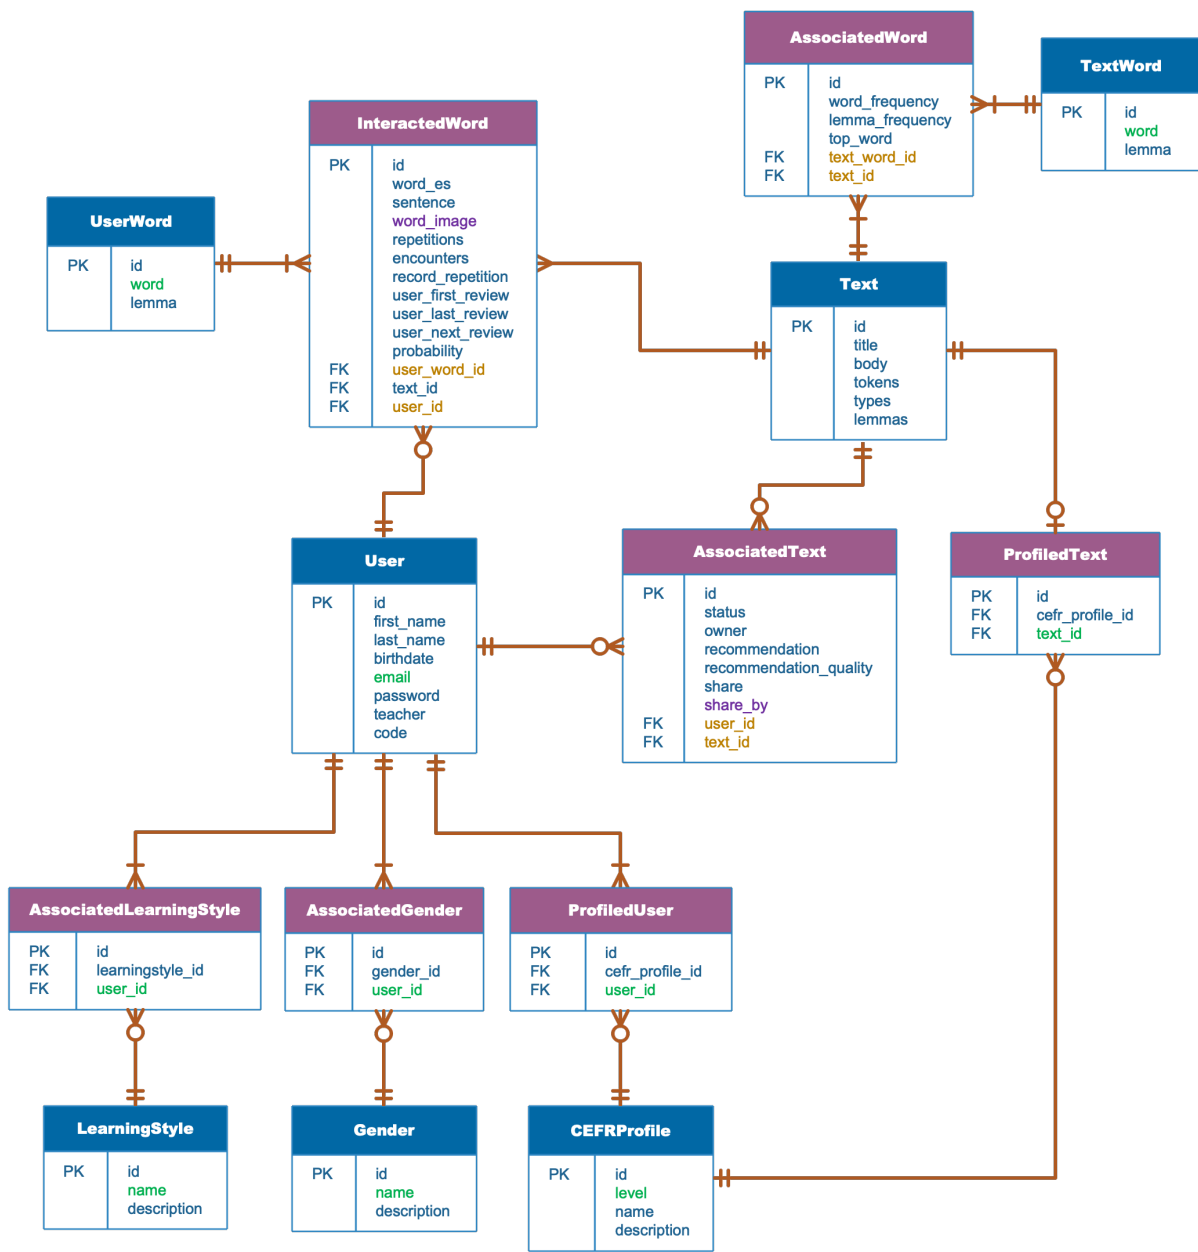 AssociatedWord
PK id
word_frequency
lemma_frequency
top_word
FK text_word_id
FK text_id
TextWord
PK id
word
lemma
InteractedWord
PK id
word_es
sentence
word_image
repetitions
encounters
record_repetition
user_first_review
user_last_review
user_next_review
probability
FK user_word_id
FK text_id
FK user_id
UserWord
PK id
word
lemma
Text
PK id
title
body
tokens
types
lemmas
User
PK id
first_name
last_name
birthdate
email
password
teacher
code
AssociatedText
PK id
status
owner
recommendation
recommendation_quality
share
share_by
FK user_id
FK text_id
ProfiledText
PK id
FK cefr_profile_id
FK text_id
AssociatedLearningStyle
PK id
FK learningstyle_id
FK user_id
AssociatedGender
PK id
FK gender_id
FK user_id
ProfiledUser
PK id
FK cefr_profile_id
FK user_id
LearningStyle
PK id
name
description
Gender
PK id
name
description
CEFRProfile
PK id
level
name
description